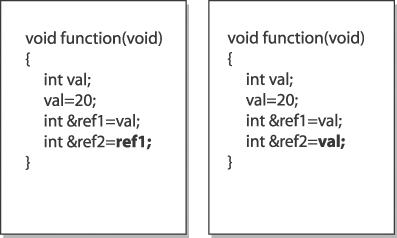 void function(void)
{
int val;
val=20;
int &ref1=val;
int &ref2=ref1;
}
void function(void)
{
int val;
val=20;
int &ref1=val;
int &ref2=val;
}